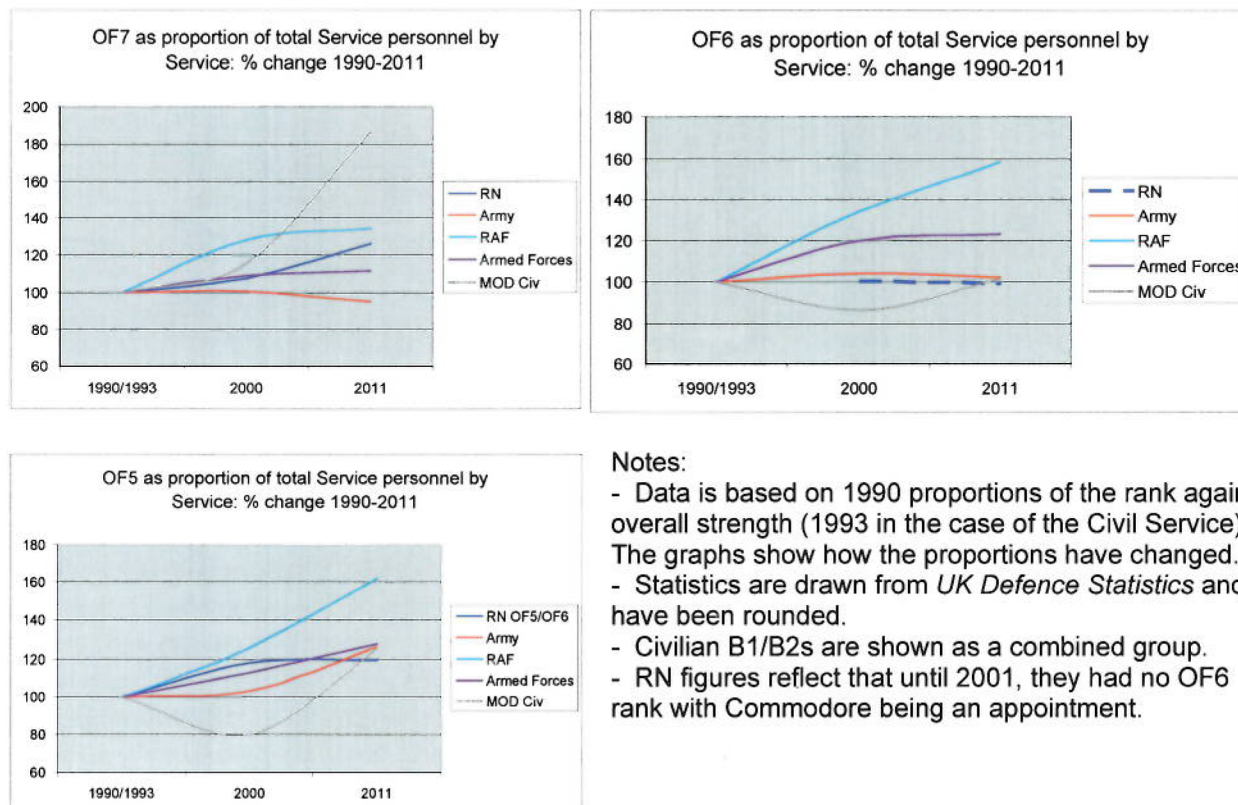 OF7 as proportion of total Service personnel by
Service: % change 1990-2011
200
180
160
140
120
100
80
60
1990/1993 2000 2011
RN
Army
RAF
Armed Forces
MOD Civ
OF6 as proportion of total Service personnel by
Service: % change 1990-2011
180
160
140
120
100
80
60
1990/1993 2000 2011
RN
Army
RAF
Armed Forces
MOD Civ
OF5 as proportion of total Service personnel by
Service: % change 1990-2011
180
160
140
120
100
80
60
1990/1993 2000 2011
RN OF5/OF6
Army
RAF
Armed Forces
MOD Civ
Notes:
- Data is based on 1990 proportions of the rank again
overall strength (1993 in the case of the Civil Service)
The graphs show how the proportions have changed.
- Statistics are drawn from UK Defence Statistics and
have been rounded.
- Civilian B1/B2s are shown as a combined group.
- RN figures reflect that until 2001, they had no OF6
rank with Commodore being an appointment.